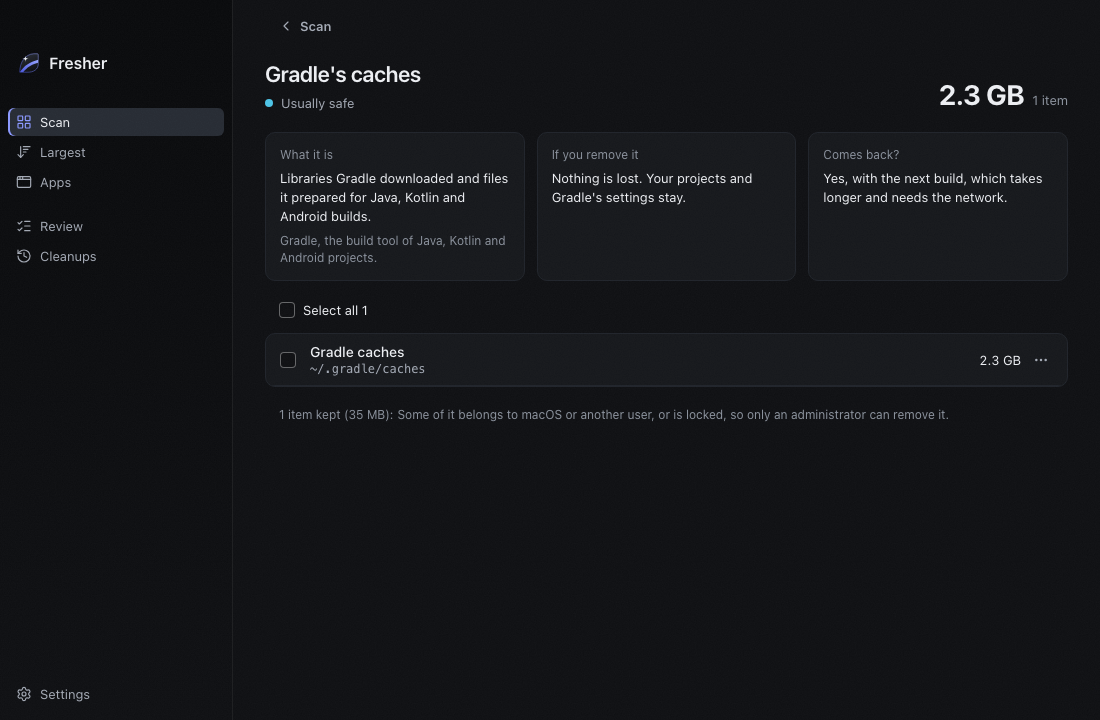 Scan
Fresher
Scan
Largest
Apps
Review
Cleanups
Settings
Gradle's caches
Usually safe
2.3 GB 1 item
What it is
Libraries Gradle downloaded and files
it prepared for Java, Kotlin and
Android builds.
Gradle, the build tool of Java, Kotlin and
Android projects.
If you remove it
Nothing is lost. Your projects and
Gradle's settings stay.
Comes back?
Yes, with the next build, which takes
longer and needs the network.
Select all 1
Gradle caches
~/.gradle/caches
2.3 GB
1 item kept (35 MB): Some of it belongs to macOS or another user, or is locked, so only an administrator can remove it.